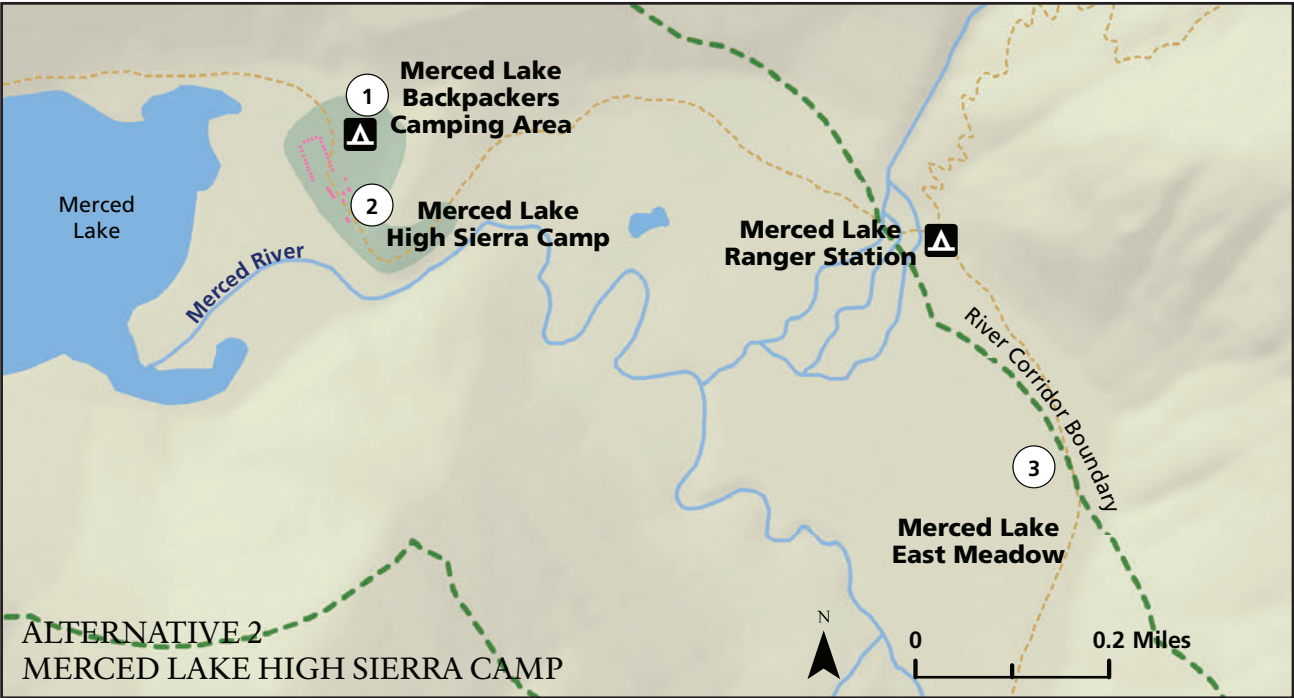 1
Merced Lake
Backpackers
Camping Area
Merced
Lake
2
Merced Lake
High Sierra Camp
Merced River
Merced Lake
Ranger Station
River Corridor Boundary
3
Merced Lake
East Meadow
ALTERNATIVE 2
MERCED LAKE HIGH SIERRA CAMP
N
0 0.2 Miles